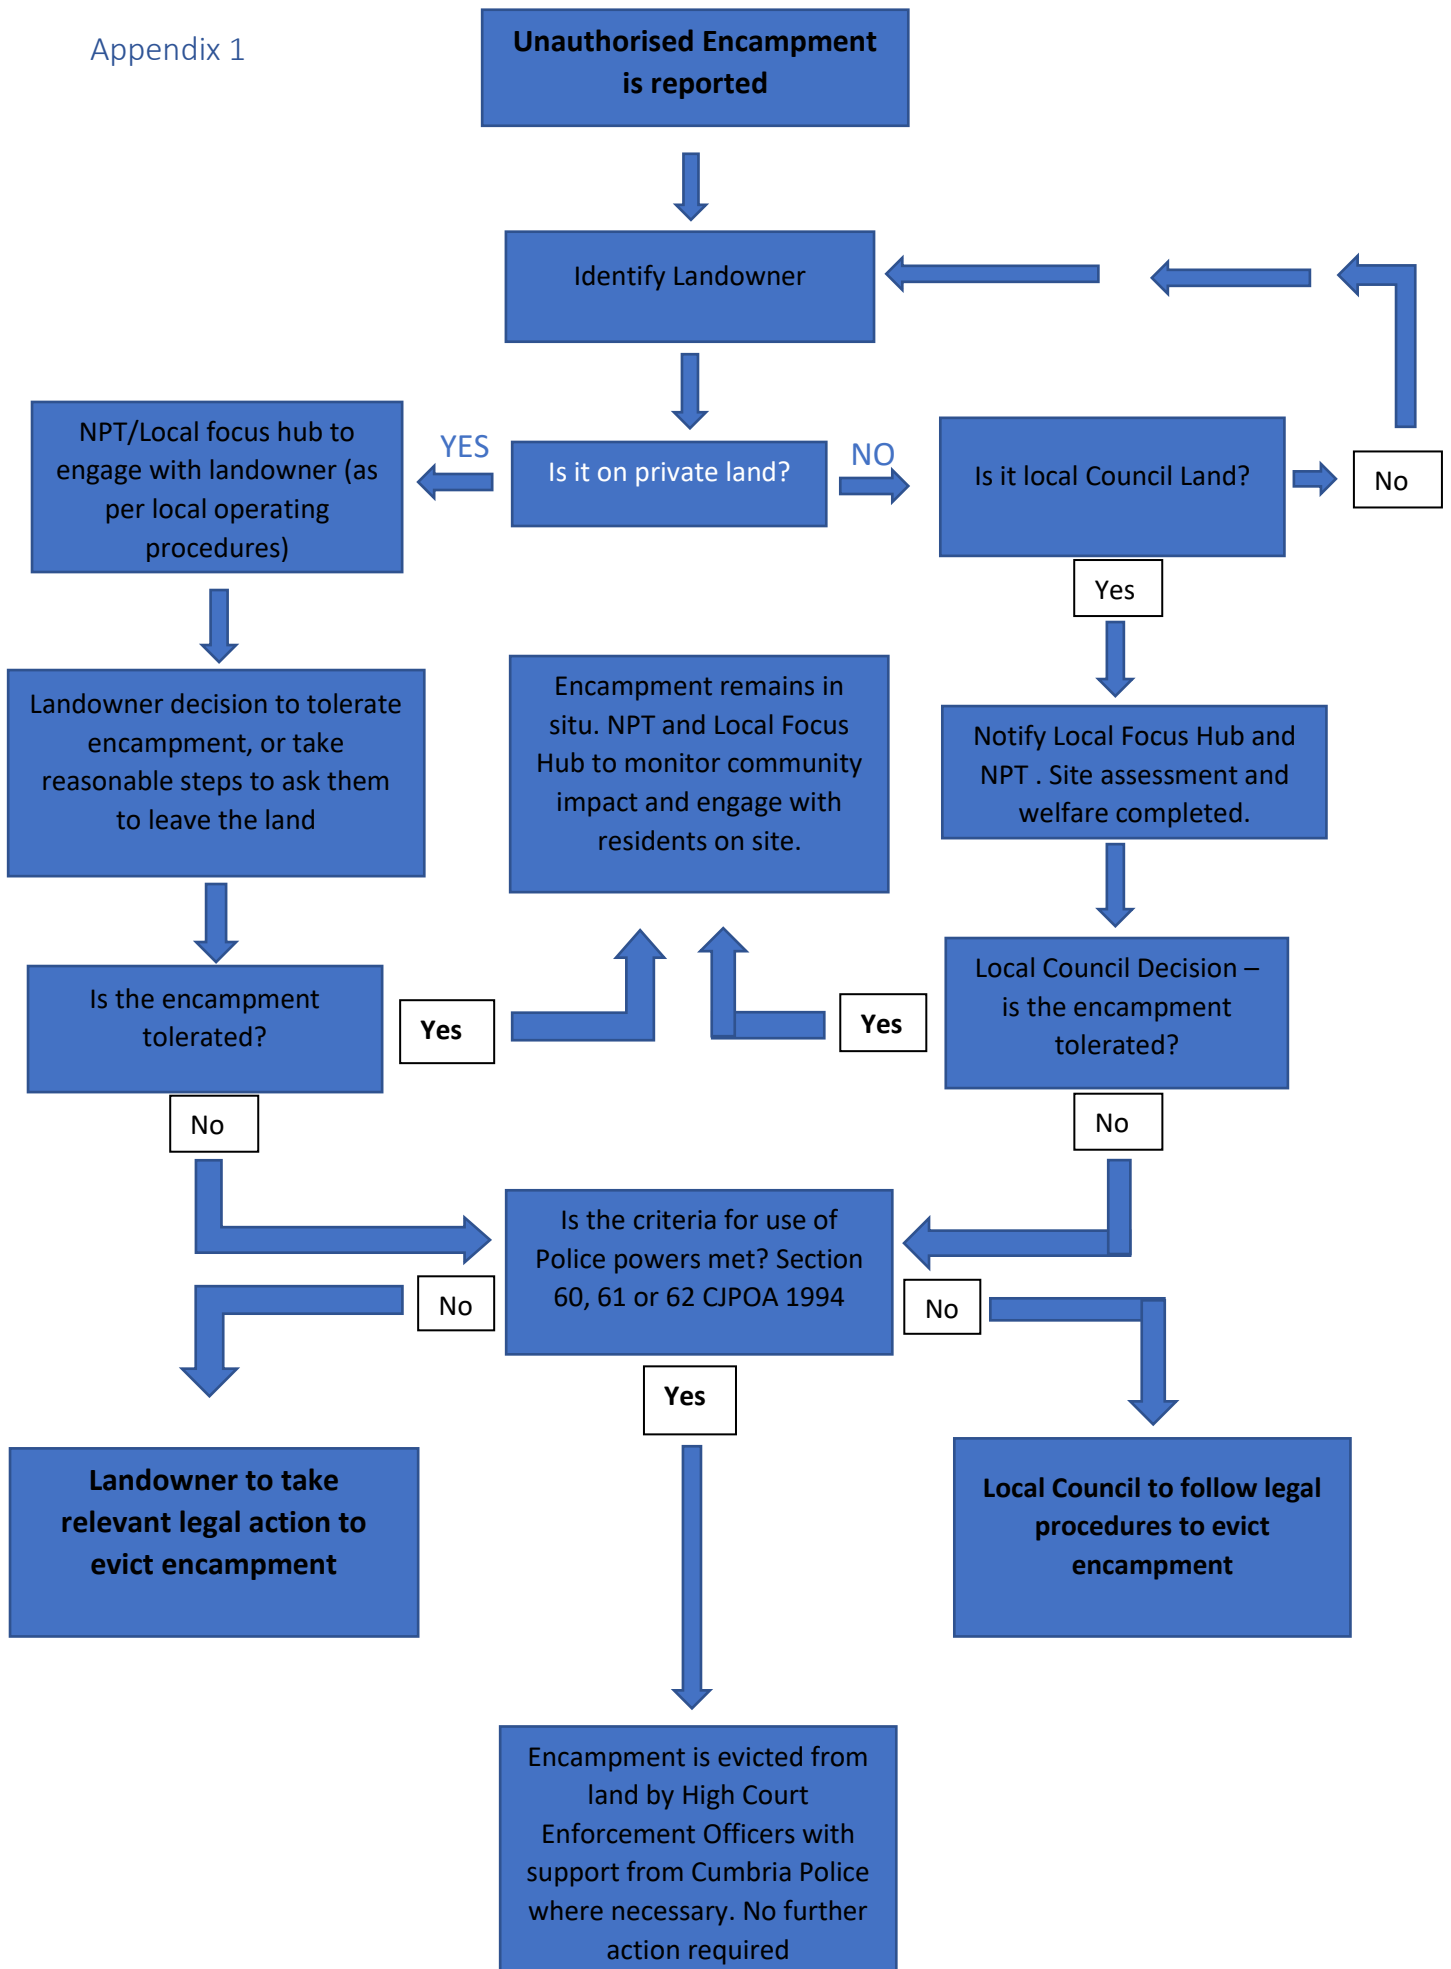 Appendix 1
Unauthorised Encampment
is reported
Identify Landowner
NPT/Local focus hub to
engage with landowner (as
per local operating
procedures)
YES
Is it on private land?
NO
Is it local Council Land?
No
Yes
Landowner decision to tolerate
encampment, or take
reasonable steps to ask them
to leave the land
Encampment remains in
situ. NPT and Local Focus
Hub to monitor community
impact and engage with
residents on site.
Notify Local Focus Hub and
NPT . Site assessment and
welfare completed.
Is the encampment
tolerated?
Yes
Yes
Local Council Decision –
is the encampment
tolerated?
No
No
Is the criteria for use of
Police powers met? Section
60, 61 or 62 CJPOA 1994
No
No
Yes
Landowner to take
relevant legal action to
evict encampment
Local Council to follow legal
procedures to evict
encampment
Encampment is evicted from
land by High Court
Enforcement Officers with
support from Cumbria Police
where necessary. No further
action required